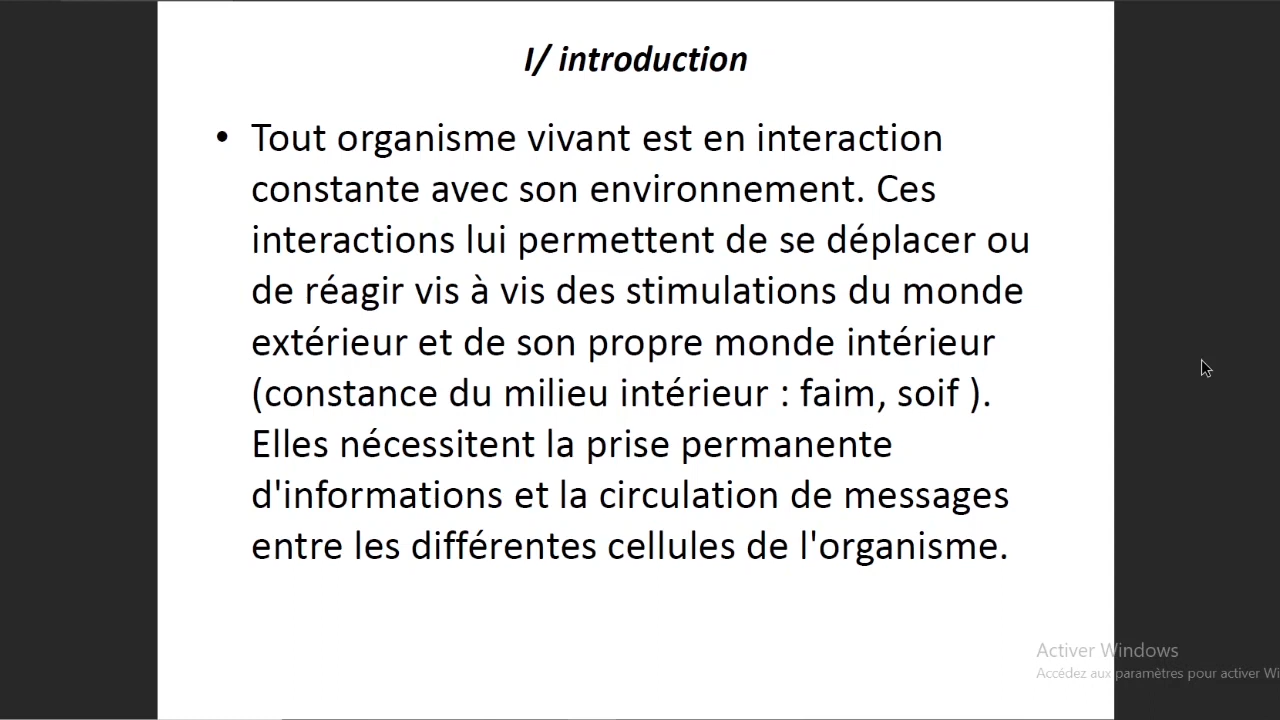 I/ introduction
• Tout organisme vivant est en interaction
constante avec son environnement. Ces
interactions lui permettent de se déplacer ou
de réagir vis à vis des stimulations du monde
extérieur et de son propre monde intérieur
(constance du milieu intérieur : faim, soif ).
Elles nécessitent la prise permanente
d'informations et la circulation de messages
entre les différentes cellules de l'organisme.
Activer Windows
Accédez aux paramètres pour activer Wi